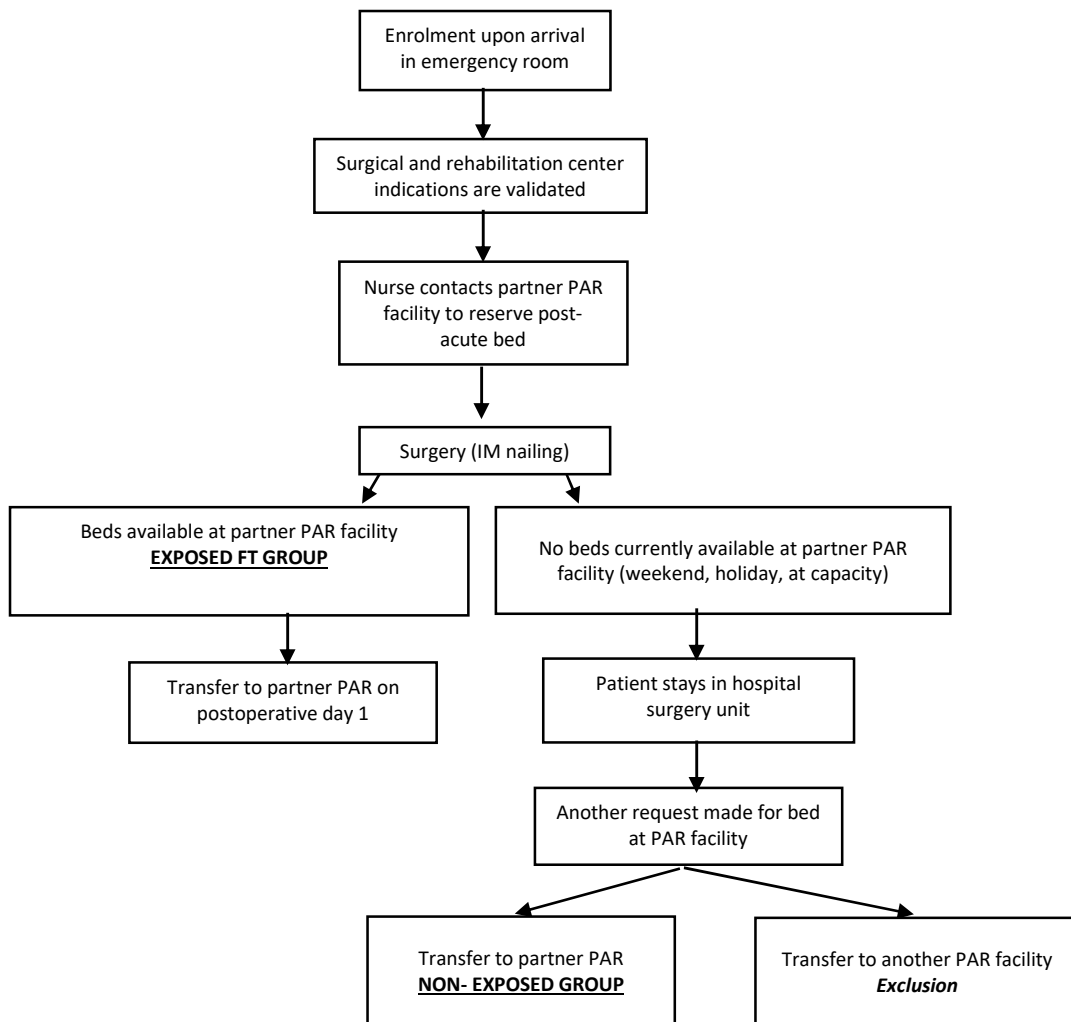 Enrolment upon arrival
in emergency room
Surgical and rehabilitation center
indications are validated
Nurse contacts partner PAR
facility to reserve post-
acute bed
Surgery (IM nailing)
Beds available at partner PAR facility
EXPOSED FT GROUP
No beds currently available at partner PAR
facility (weekend, holiday, at capacity)
Transfer to partner PAR on
postoperative day 1
Patient stays in hospital
surgery unit
Another request made for bed
at PAR facility
Transfer to partner PAR
NON- EXPOSED GROUP
Transfer to another PAR facility
Exclusion